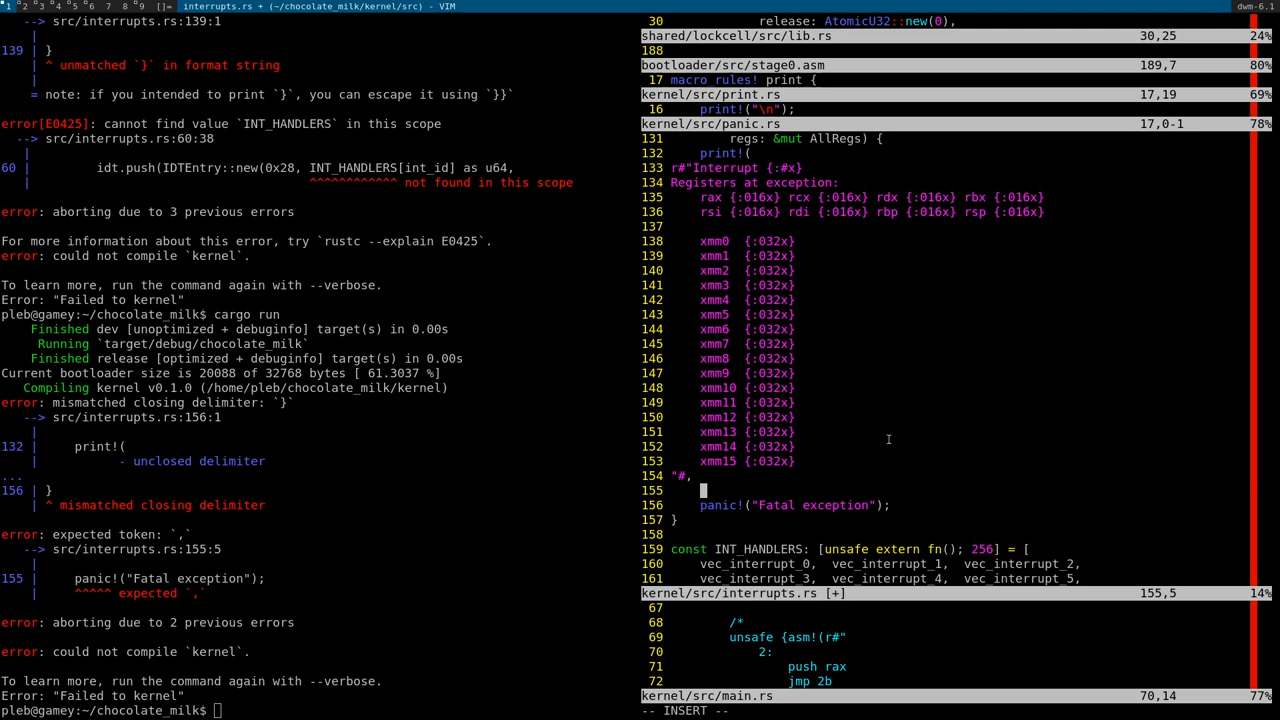 1 2 3 4 5 6 7 8 9 []= interrupts.rs + (~/chocolate_milk/kernel/src) - VIM dwm-6.1
--> src/interrupts.rs:139:1
|
139 | }
| ^ unmatched `}` in format string
|
= note: if you intended to print `}`, you can escape it using `}}`
error[E0425]: cannot find value `INT_HANDLERS` in this scope
--> src/interrupts.rs:60:38
|
60 | idt.push(IDTEntry::new(0x28, INT_HANDLERS[int_id] as u64,
| ^^^^^^^^^^^^ not found in this scope
error: aborting due to 3 previous errors
For more information about this error, try `rustc --explain E0425`.
error: could not compile `kernel`.
To learn more, run the command again with --verbose.
Error: "Failed to kernel"
pleb@gamey:~/chocolate_milk$ cargo run
Finished dev [unoptimized + debuginfo] target(s) in 0.00s
Running `target/debug/chocolate_milk`
Finished release [optimized + debuginfo] target(s) in 0.00s
Current bootloader size is 20088 of 32768 bytes [ 61.3037 %]
Compiling kernel v0.1.0 (/home/pleb/chocolate_milk/kernel)
error: mismatched closing delimiter: `}`
--> src/interrupts.rs:156:1
|
132 | print!(
| - unclosed delimiter
...
156 | }
| ^ mismatched closing delimiter
error: expected token: `,`
--> src/interrupts.rs:155:5
|
155 | panic!("Fatal exception");
| ^^^^^ expected `,`
error: aborting due to 2 previous errors
error: could not compile `kernel`.
To learn more, run the command again with --verbose.
Error: "Failed to kernel"
pleb@gamey:~/chocolate_milk$
30 release: AtomicU32::new(0),
shared/lockcell/src/lib.rs 30,25 24%
188
bootloader/src/stage0.asm 189,7 80%
17 macro_rules! print {
kernel/src/print.rs 17,19 69%
16 print!("\n");
kernel/src/panic.rs 17,0-1 78%
131 regs: &mut AllRegs) {
132 print!(
133 r#"Interrupt {:#x}
134 Registers at exception:
135 rax {:016x} rcx {:016x} rdx {:016x} rbx {:016x}
136 rsi {:016x} rdi {:016x} rbp {:016x} rsp {:016x}
137
138 xmm0 {:032x}
139 xmm1 {:032x}
140 xmm2 {:032x}
141 xmm3 {:032x}
142 xmm4 {:032x}
143 xmm5 {:032x}
144 xmm6 {:032x}
145 xmm7 {:032x}
146 xmm8 {:032x}
147 xmm9 {:032x}
148 xmm10 {:032x}
149 xmm11 {:032x}
150 xmm12 {:032x}
151 xmm13 {:032x}
152 xmm14 {:032x}
153 xmm15 {:032x}
154 "#,
155
156 panic!("Fatal exception");
157 }
158
159 const INT_HANDLERS: [unsafe extern fn(); 256] = [
160 vec_interrupt_0, vec_interrupt_1, vec_interrupt_2,
161 vec_interrupt_3, vec_interrupt_4, vec_interrupt_5,
kernel/src/interrupts.rs [+] 155,5 14%
67
68 /*
69 unsafe {asm!(r#"
70 2:
71 push rax
72 jmp 2b
kernel/src/main.rs 70,14 77%
-- INSERT --